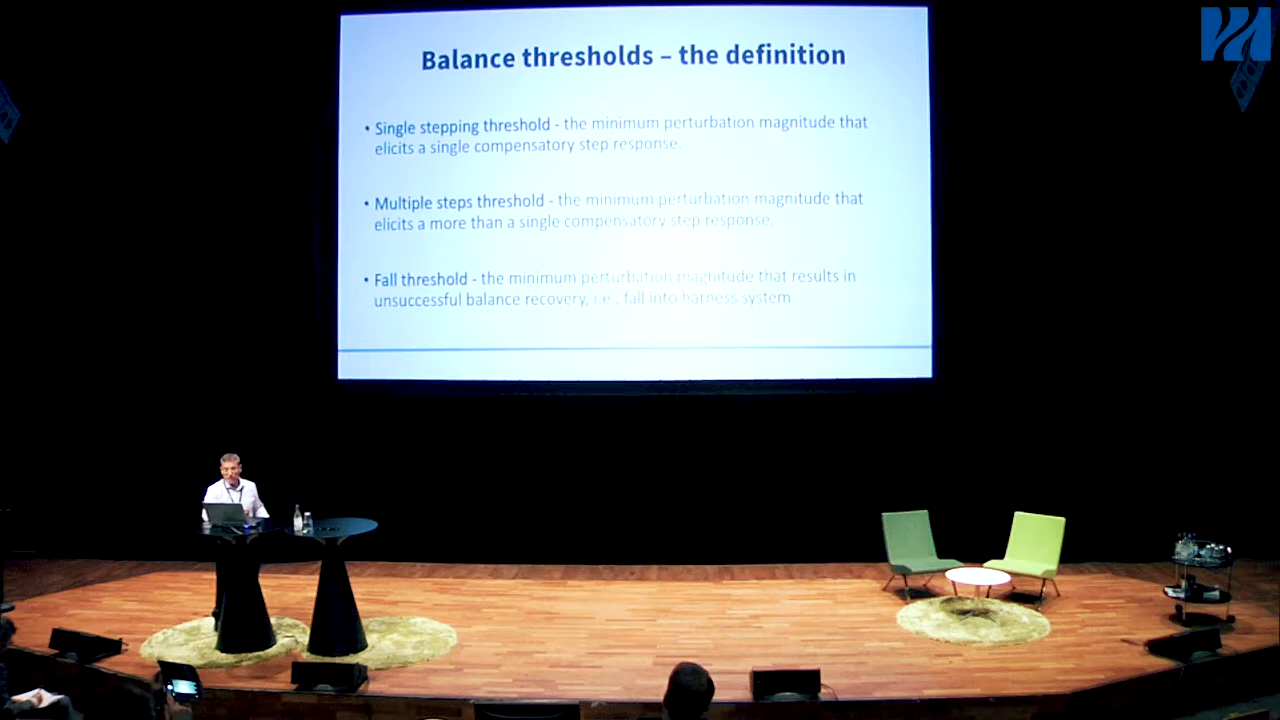 Balance thresholds – the definition
• Single stepping threshold - the minimum perturbation magnitude that
elicits a single compensatory step response.
• Multiple steps threshold - the minimum perturbation magnitude that
elicits a more than a single compensatory step response.
• Fall threshold - the minimum perturbation magnitude that results in
unsuccessful balance recovery, i.e., fall into harness system